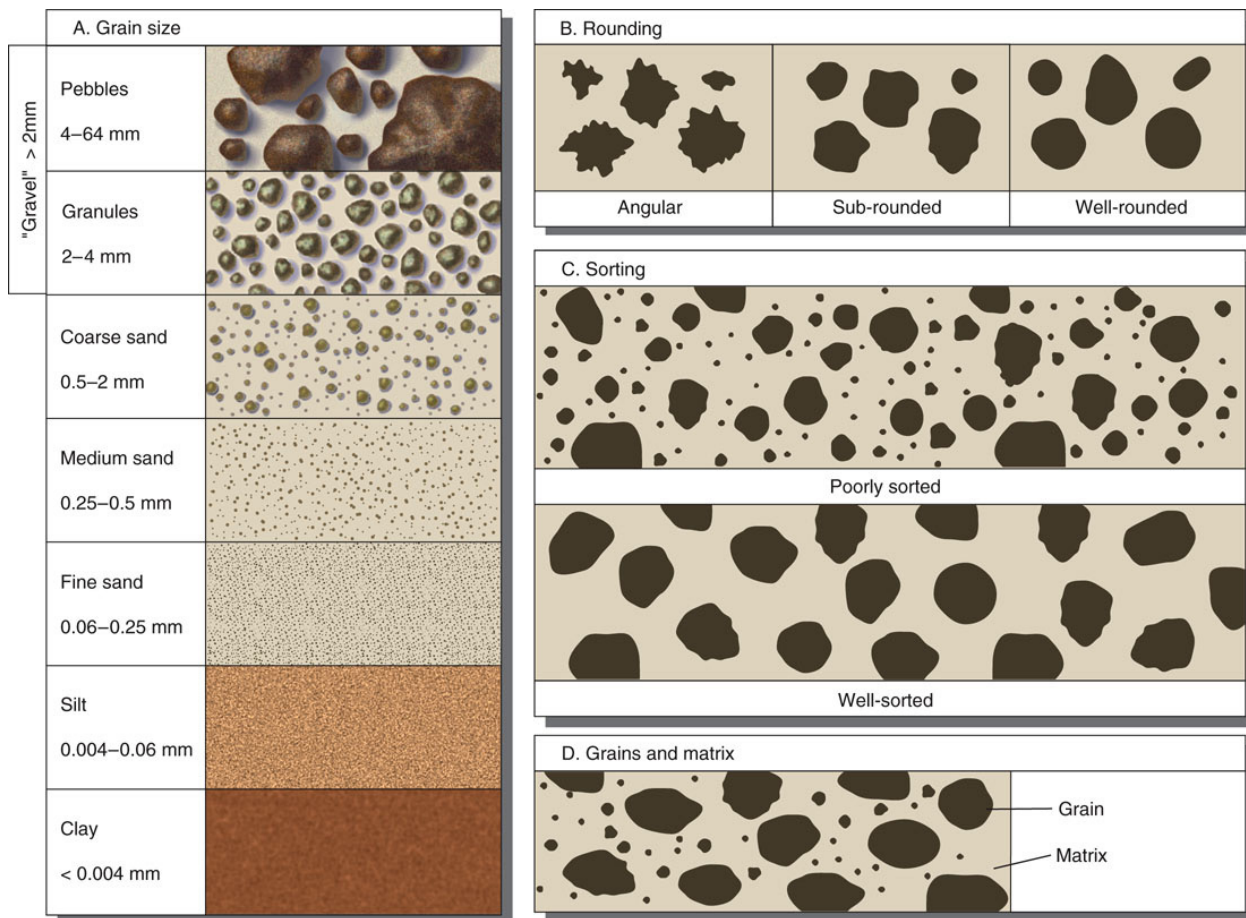 A. Grain size
"Gravel" > 2mm
Pebbles
4–64 mm
Granules
2–4 mm
Coarse sand
0.5–2 mm
Medium sand
0.25–0.5 mm
Fine sand
0.06–0.25 mm
Silt
0.004–0.06 mm
Clay
< 0.004 mm
B. Rounding
Angular
Sub-rounded
Well-rounded
C. Sorting
Poorly sorted
Well-sorted
D. Grains and matrix
Grain
Matrix